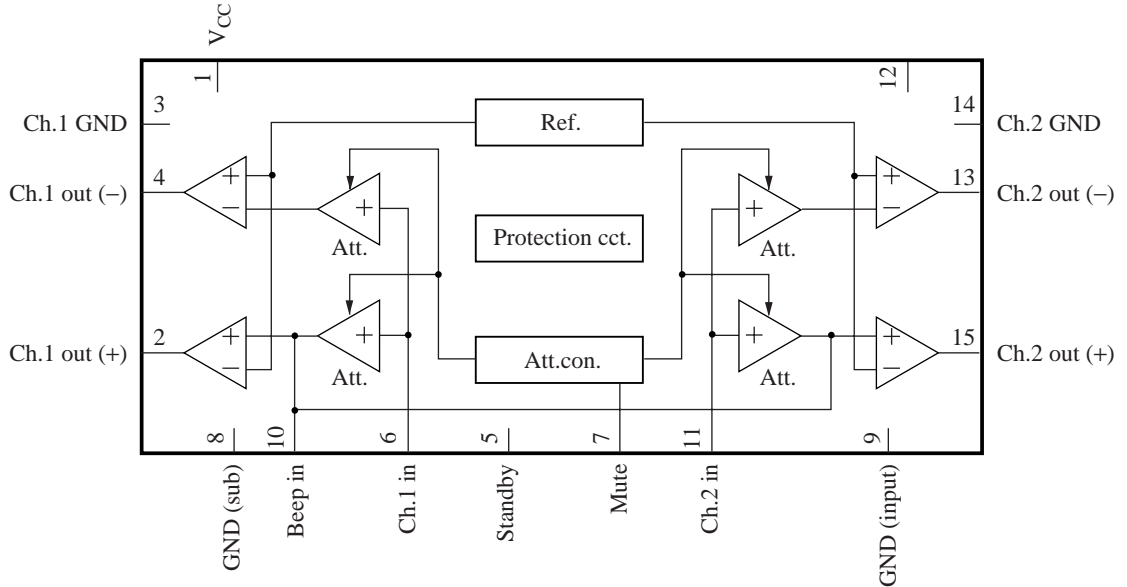 VCC
1
12
3
14
Ch.1 GND
Ref.
Ch.2 GND
4
+
+
13
Ch.1 out (−)
−
+
+
−
Ch.2 out (−)
Att.
Protection cct.
Att.
2
+
+
+
+
15
Ch.1 out (+)
−
Att.
Att.con.
Att.
−
Ch.2 out (+)
8
10
6
5
7
11
9
GND (sub)
Beep in
Ch.1 in
Standby
Mute
Ch.2 in
GND (input)